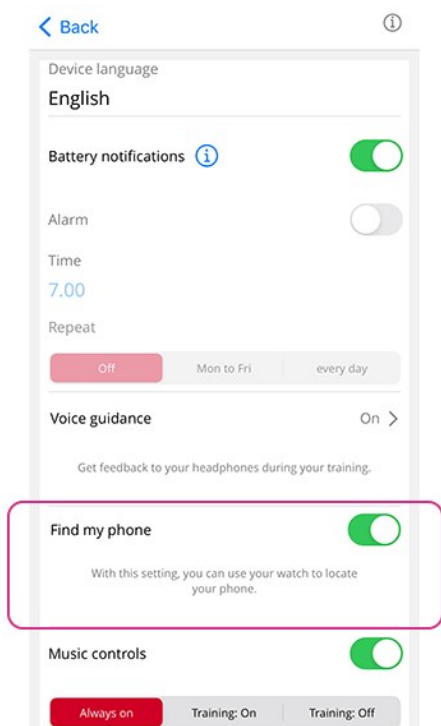 Back
Device language
English
Battery notifications
Alarm
Time
7.00
Repeat
Off Mon to Fri every day
Voice guidance On
Get feedback to your headphones during your training.
Find my phone
With this setting, you can use your watch to locate
your phone.
Music controls
Always on Training: On Training: Off